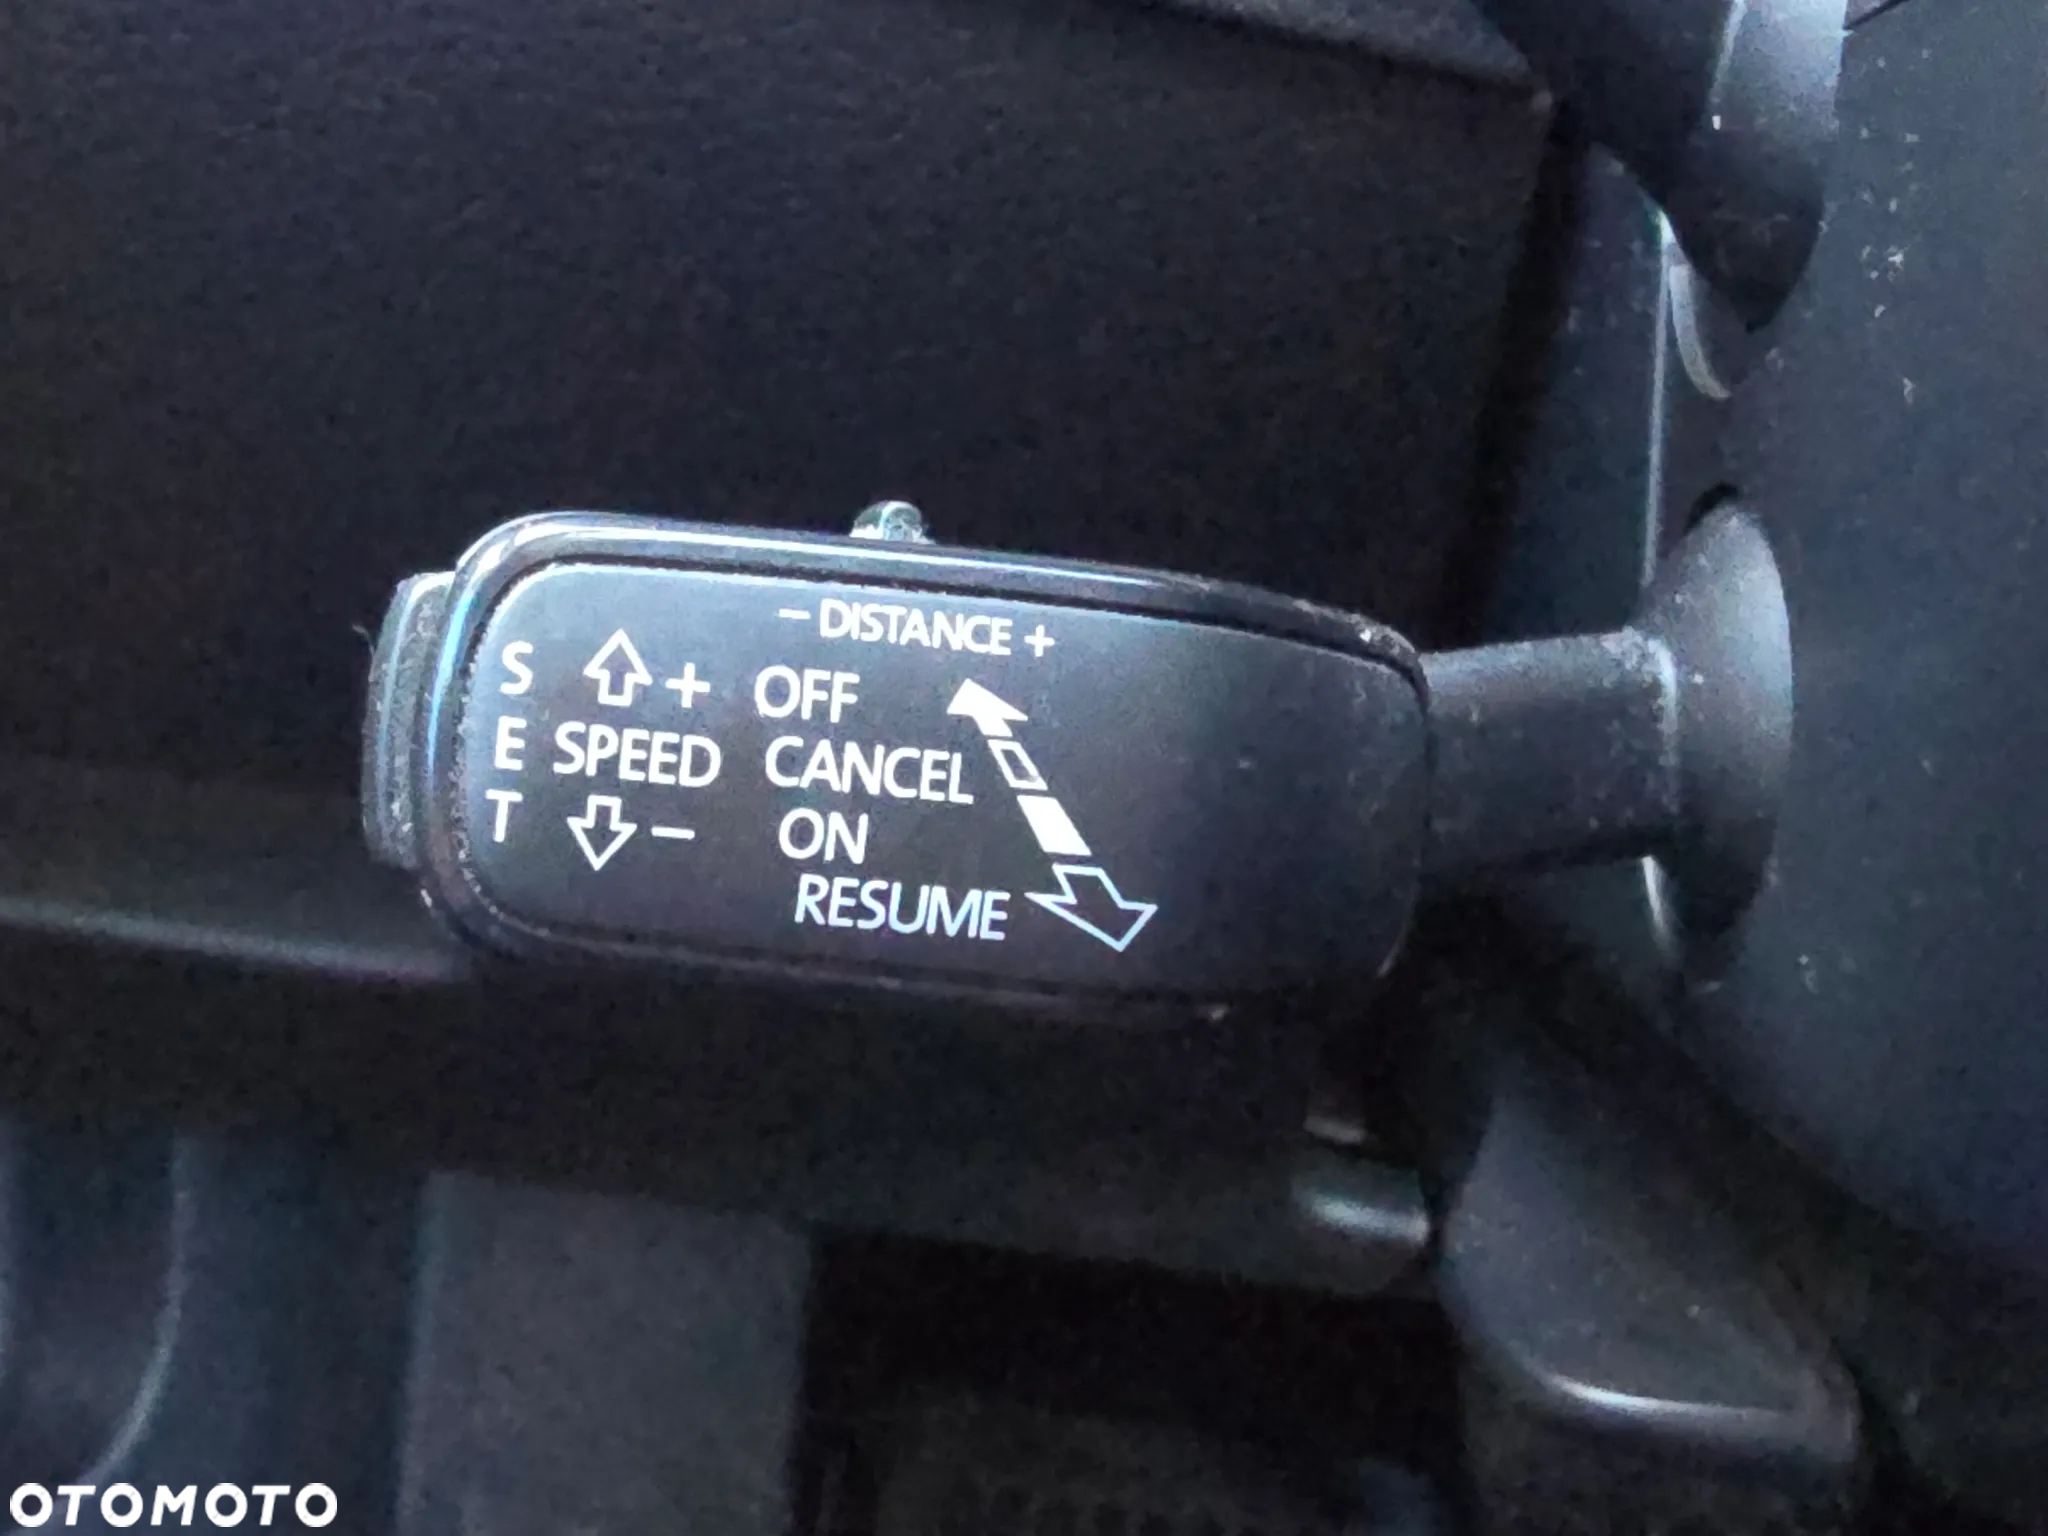 – DISTANCE +
S + OFF
E SPEED CANCEL
T – ON
RESUME
OTOMOTO